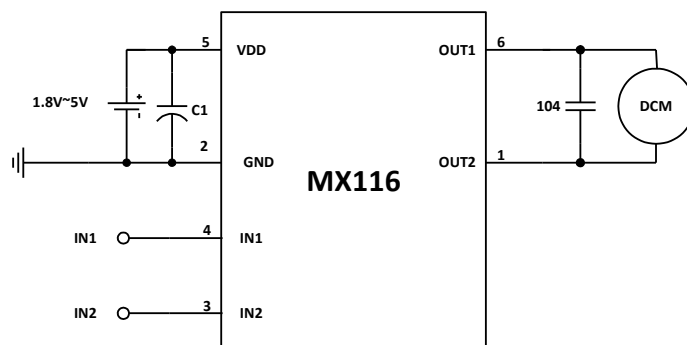 5 VDD OUT1 6
1.8V~5V + - C1 104 DCM
2 GND OUT2 1
MX116
IN1 4 IN1
IN2 3 IN2